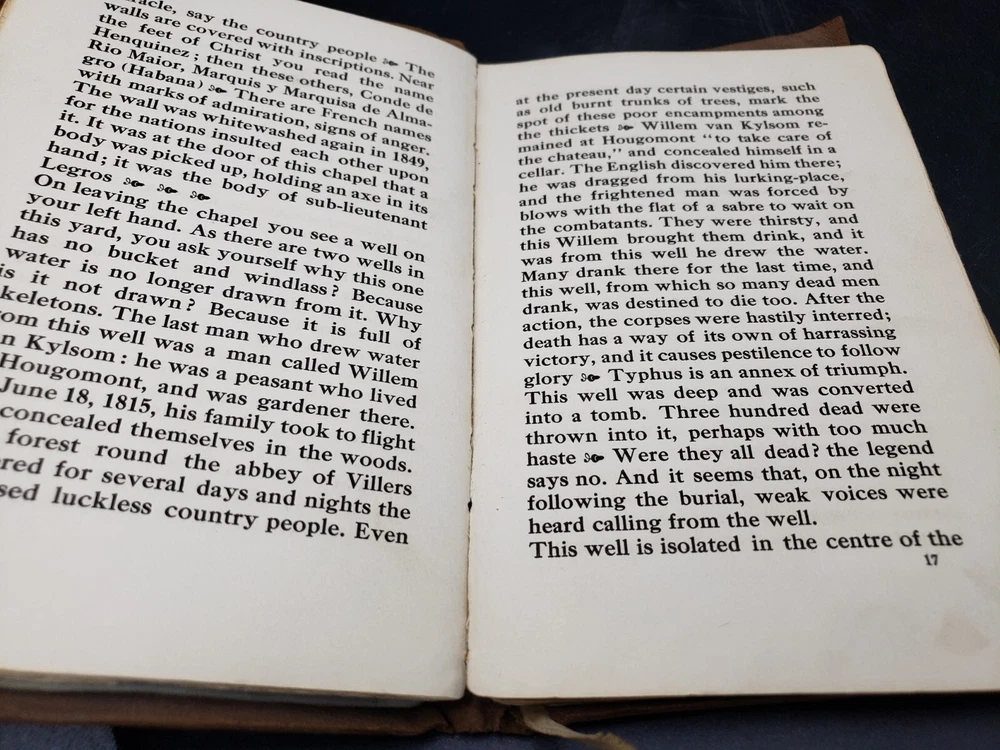 say the country people ❧ The
walls are covered with inscriptions. Near
the feet of Christ you read the name
Henquinez; then these others, Conde de
Rio Maior, Marquis y Marquisa de Alma-
gro (Habana) ❧ There are French names
with marks of admiration, signs of anger.
The wall was whitewashed again in 1849,
for the nations insulted each other upon
it. It was at the door of this chapel that a
body was picked up, holding an axe in its
hand; it was the body of sub-lieutenant
Legros ❧ ❧ ❧
On leaving the chapel you see a well on
your left hand. As there are two wells in
this yard, you ask yourself why this one
has no bucket and windlass? Because
water is no longer drawn from it. Why
is it not drawn? Because it is full of
keletons. The last man who drew water
om this well was a man called Willem
n Kylsom: he was a peasant who lived
Hougomont, and was gardener there.
June 18, 1815, his family took to flight
concealed themselves in the woods.
forest round the abbey of Villers
red for several days and nights the
sed luckless country people. Even
at the present day certain vestiges, such
as old burnt trunks of trees, mark the
spot of these poor encampments among
the thickets ❧ Willem van Kylsom re-
mained at Hougomont "to take care of
the chateau," and concealed himself in a
cellar. The English discovered him there;
he was dragged from his lurking-place,
and the frightened man was forced by
blows with the flat of a sabre to wait on
the combatants. They were thirsty, and
this Willem brought them drink, and it
was from this well he drew the water.
Many drank there for the last time, and
this well, from which so many dead men
drank, was destined to die too. After the
action, the corpses were hastily interred;
death has a way of its own of harrassing
victory, and it causes pestilence to follow
glory ❧ Typhus is an annex of triumph.
This well was deep and was converted
into a tomb. Three hundred dead were
thrown into it, perhaps with too much
haste ❧ Were they all dead? the legend
says no. And it seems that, on the night
following the burial, weak voices were
heard calling from the well.
This well is isolated in the centre of the
17